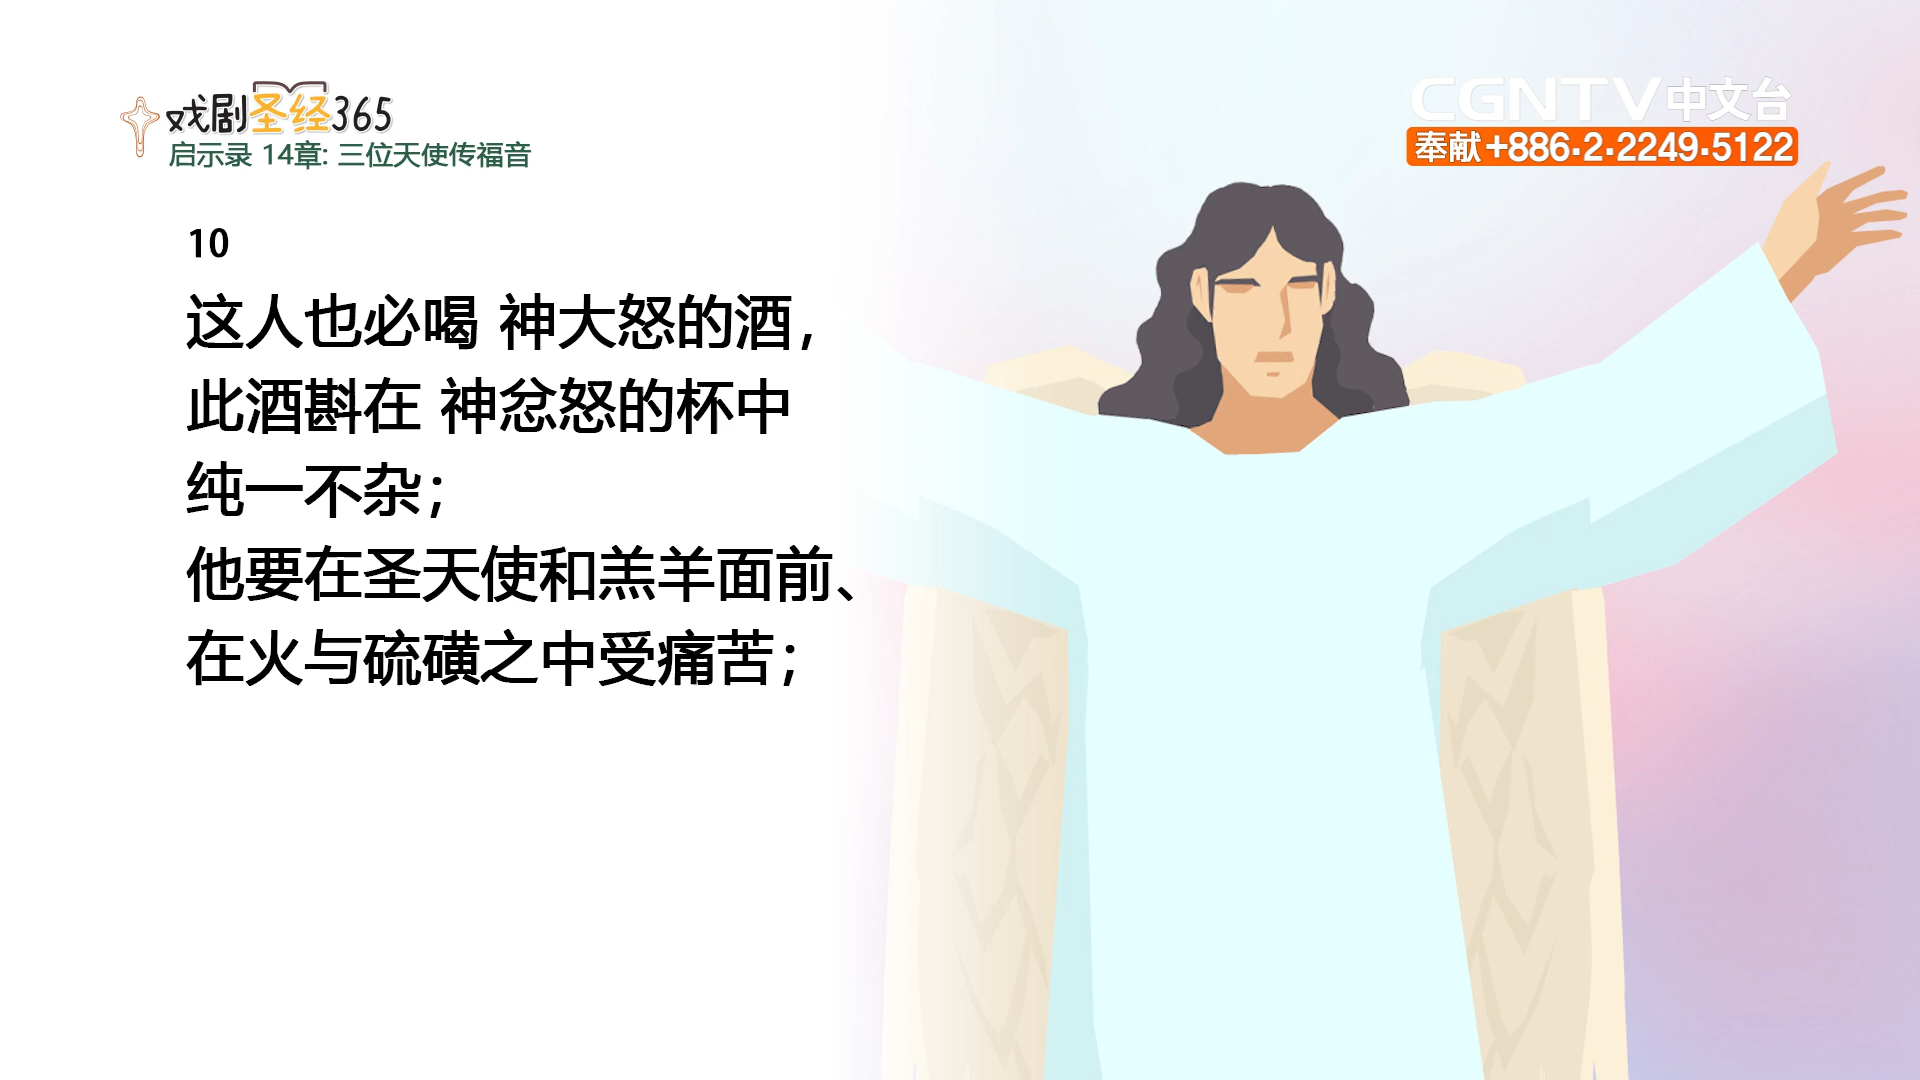 戏剧圣经365
启示录 14章: 三位天使传福音
CGNTV中文台
奉献+886·2·2249·5122
10
这人也必喝 神大怒的酒，
此酒斟在 神忿怒的杯中
纯一不杂；
他要在圣天使和羔羊面前、
在火与硫磺之中受痛苦；